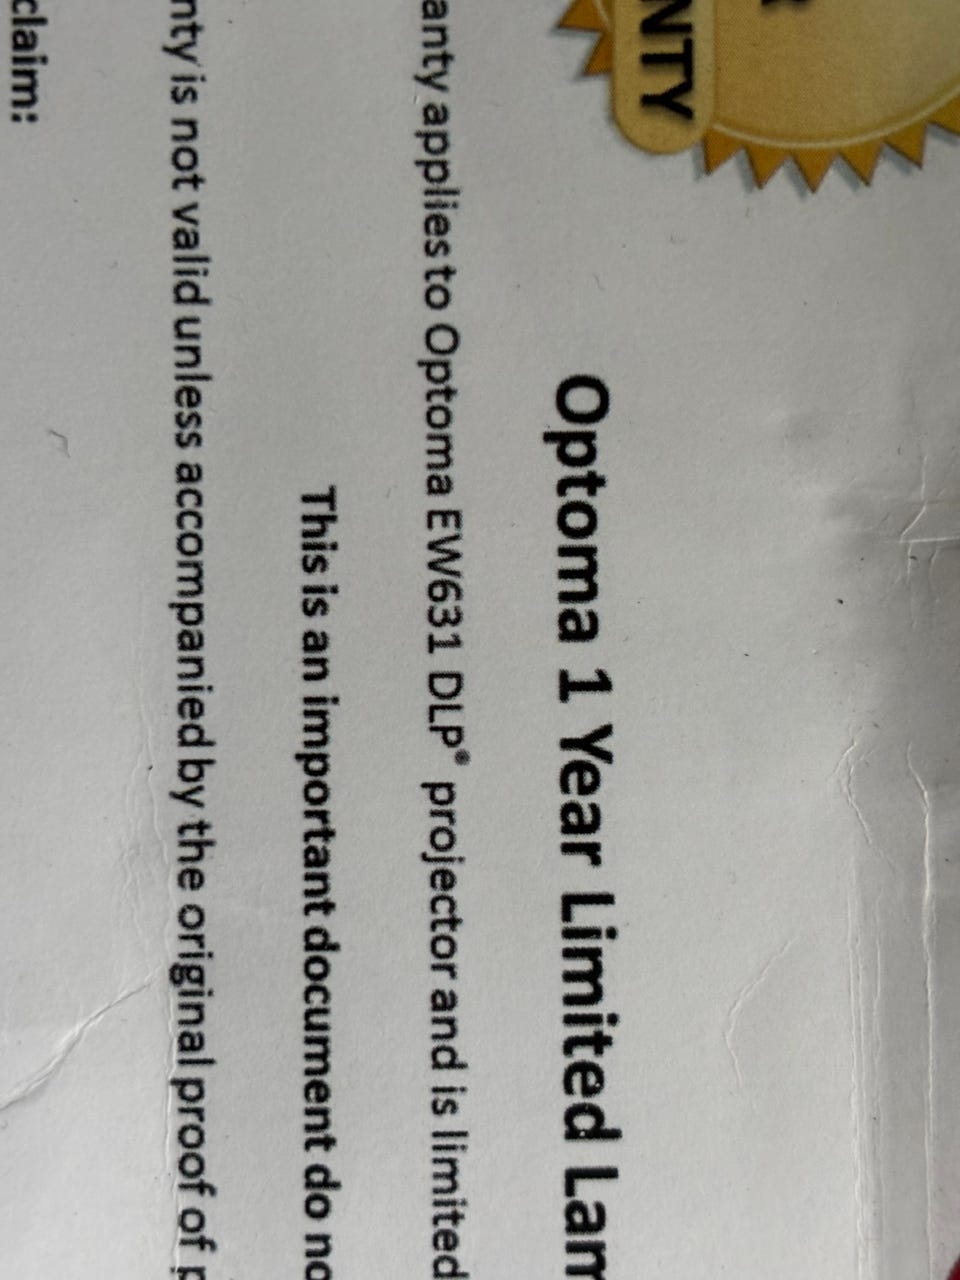 NTY
Optoma 1 Year Limited Lam
anty applies to Optoma EW631 DLP® projector and is limited
This is an important document do no
nty is not valid unless accompanied by the original proof of p
claim: